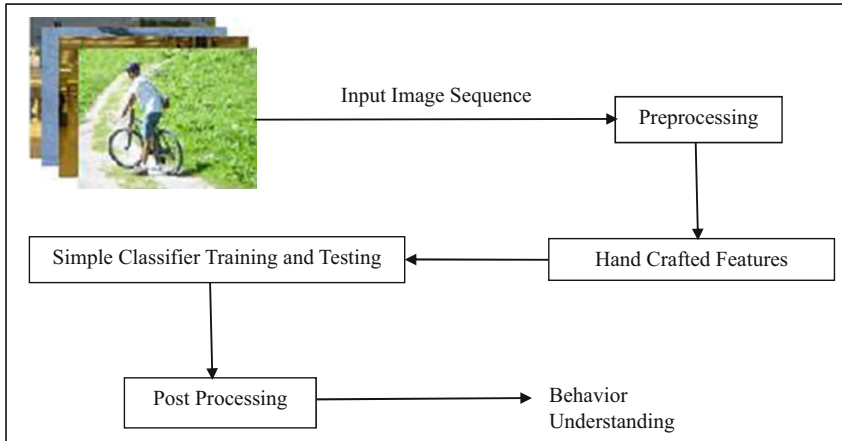 Input Image Sequence
Preprocessing
Hand Crafted Features
Simple Classifier Training and Testing
Post Processing
Behavior
Understanding